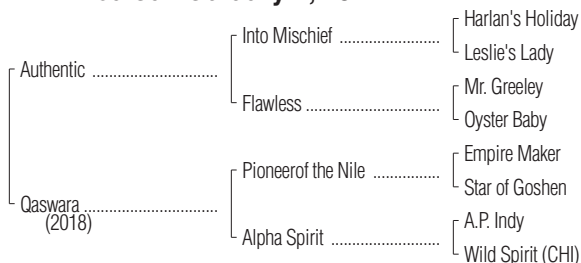 Harlan's Holiday
Into Mischief ........................
Leslie's Lady
Authentic ..............................
Mr. Greeley
Flawless ................................
Oyster Baby
Empire Maker
Pioneerof the Nile ................
Star of Goshen
Qaswara ...............................
(2018)
A.P. Indy
Alpha Spirit ..........................
Wild Spirit (CHI)